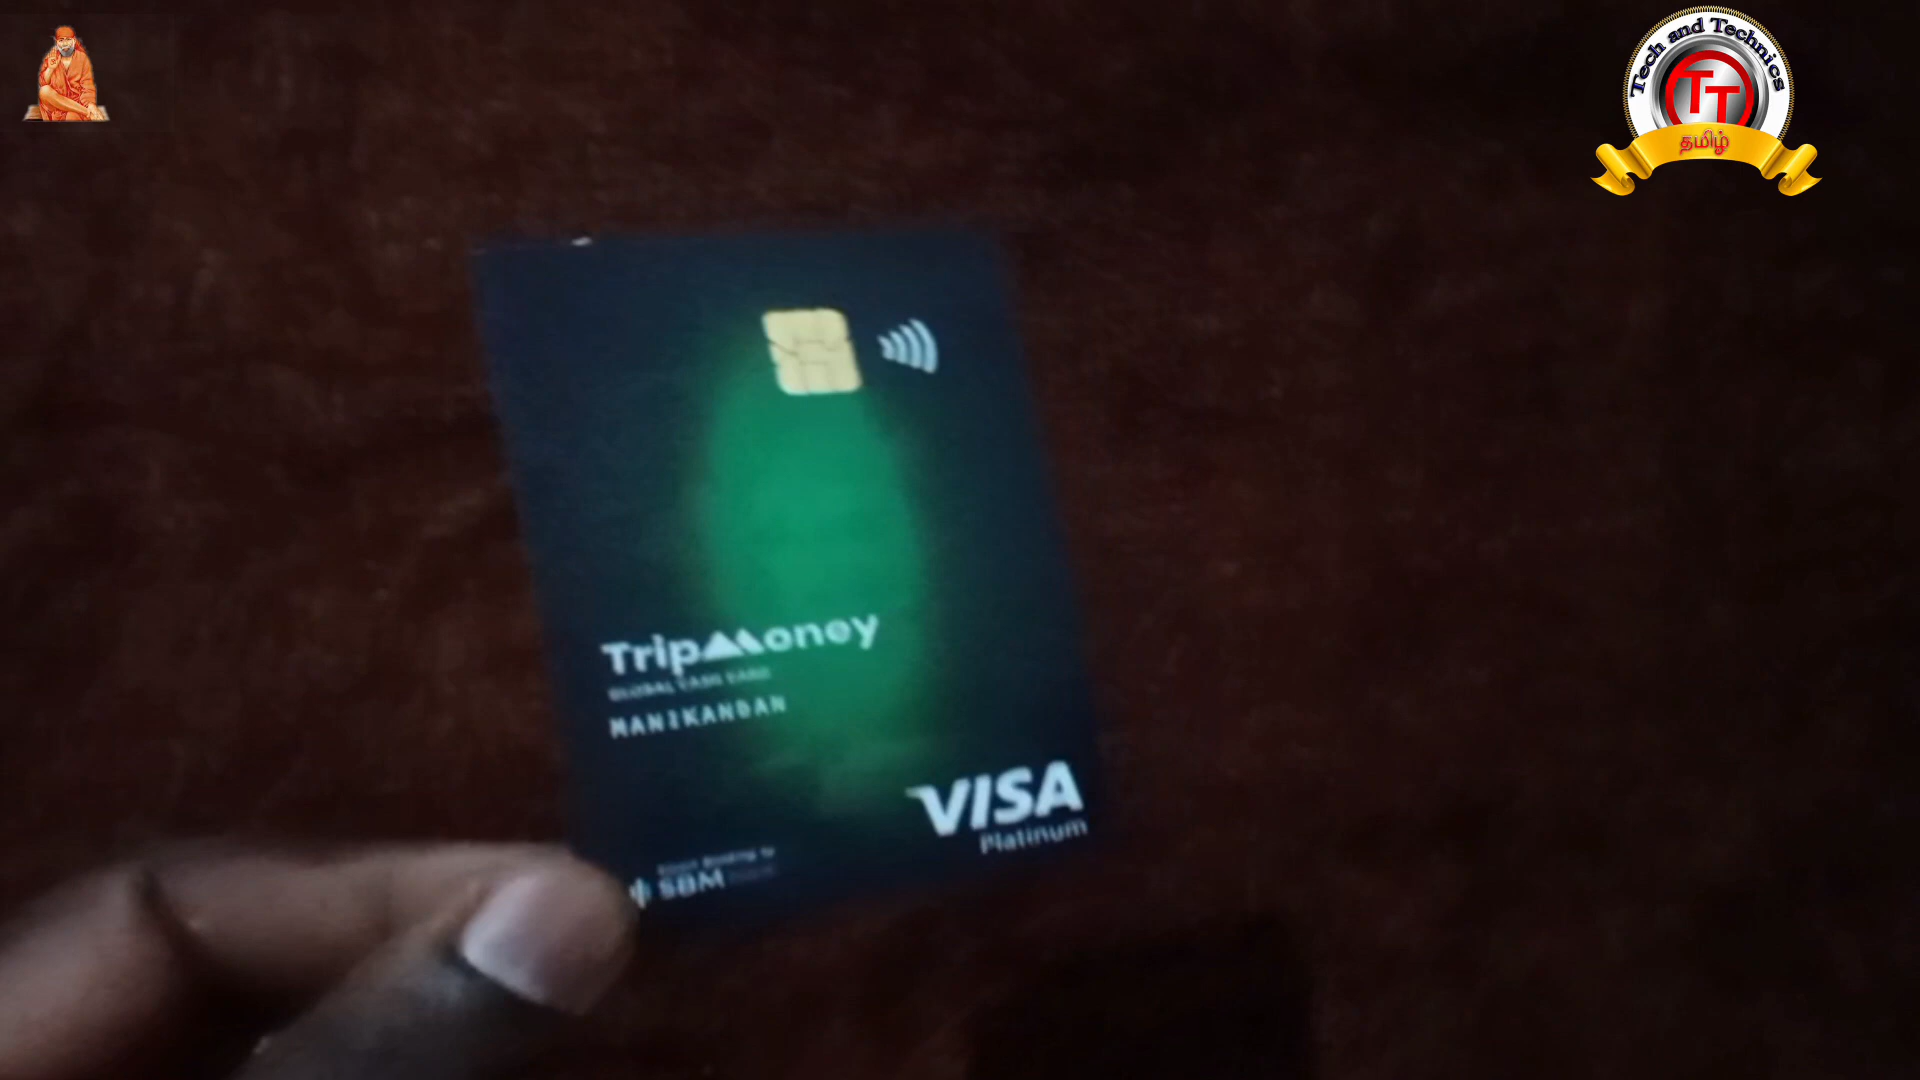 Tech and Technics
TT
தமிழ்
TripMoney
GLOBAL CASH CARD
MANIKANDAN
VISA
Platinum
SBM